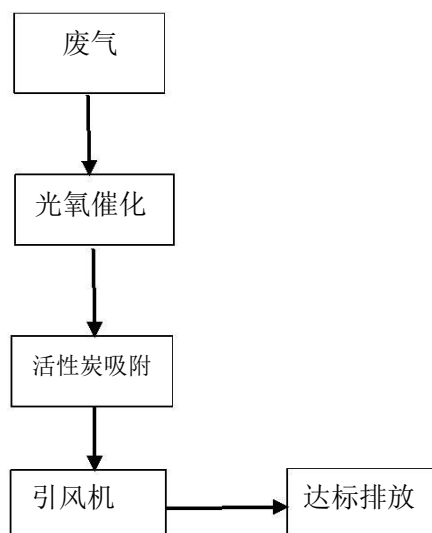 废气
光氧催化
活性炭吸附
引风机
达标排放